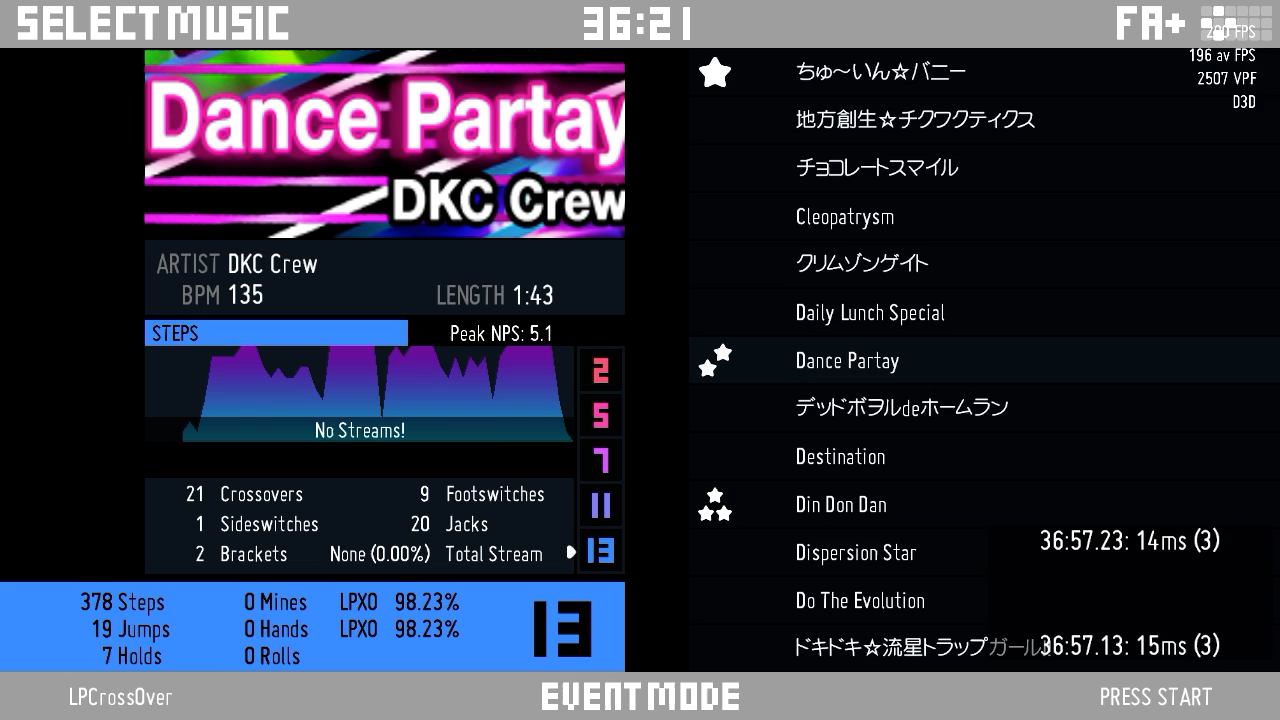 SELECT MUSIC
36:21
FA+
200 FPS
196 av FPS
2507 VPF
D3D
Dance Partay
DKC Crew
ARTIST DKC Crew
BPM 135 LENGTH 1:43
STEPS Peak NPS: 5.1
No Streams!
2
5
7
11
13
21 Crossovers 9 Footswitches
1 Sideswitches 20 Jacks
2 Brackets None (0.00%) Total Stream
378 Steps 0 Mines LPXO 98.23%
19 Jumps 0 Hands LPXO 98.23%
7 Holds 0 Rolls
13
ちゅ～いん☆バニー
地方創生☆チクワクティクス
チョコレートスマイル
Cleopatrysm
クリムゾンゲイト
Daily Lunch Special
Dance Partay
デッドボヲルdeホームラン
Destination
Din Don Dan
Dispersion Star
Do The Evolution
ドキドキ☆流星トラップガール
36:57.23: 14ms (3)
36:57.13: 15ms (3)
LPCrossOver
EVENT MODE
PRESS START